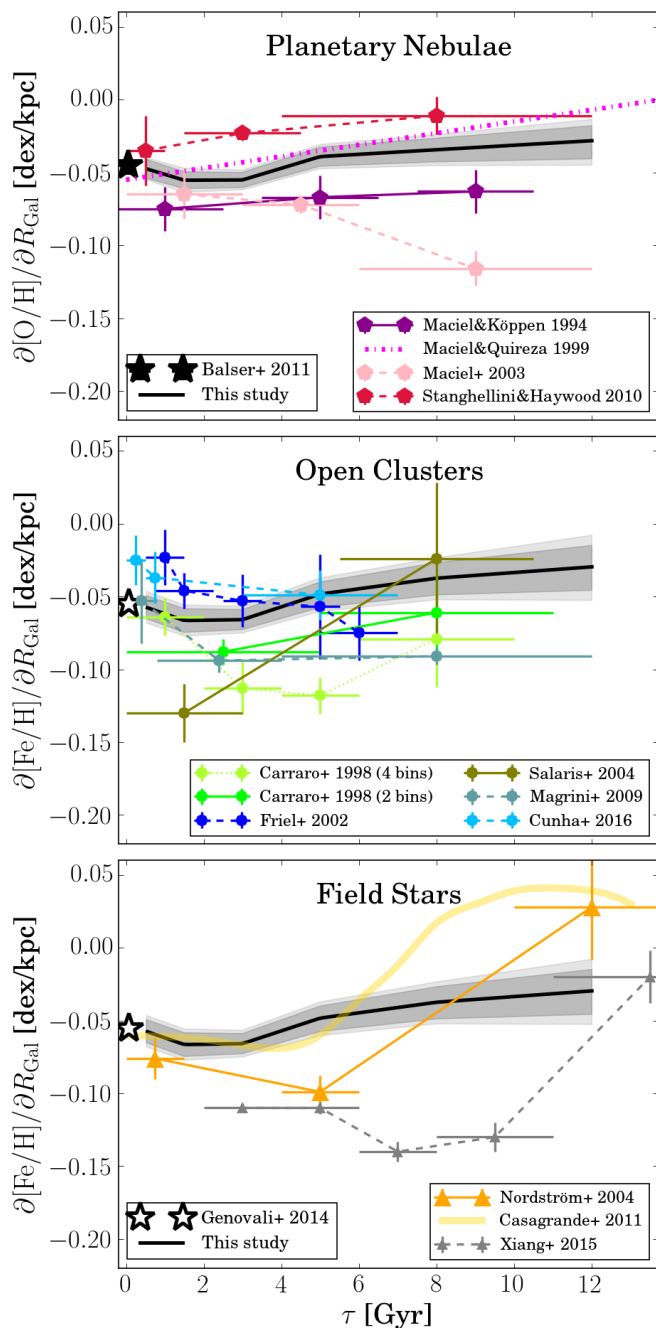 Planetary Nebulae
0.05
0.00
−0.05
−0.10
−0.15
−0.20
∂[O/H]/∂R_Gal [dex/kpc]
Balser+ 2011
This study
Maciel&Köppen 1994
Maciel&Quireza 1999
Maciel+ 2003
Stanghellini&Haywood 2010
Open Clusters
0.05
0.00
−0.05
−0.10
−0.15
−0.20
∂[Fe/H]/∂R_Gal [dex/kpc]
Carraro+ 1998 (4 bins)
Carraro+ 1998 (2 bins)
Friel+ 2002
Salaris+ 2004
Magrini+ 2009
Cunha+ 2016
Field Stars
0.05
0.00
−0.05
−0.10
−0.15
−0.20
∂[Fe/H]/∂R_Gal [dex/kpc]
Genovali+ 2014
This study
Nordström+ 2004
Casagrande+ 2011
Xiang+ 2015
0 2 4 6 8 10 12
τ [Gyr]